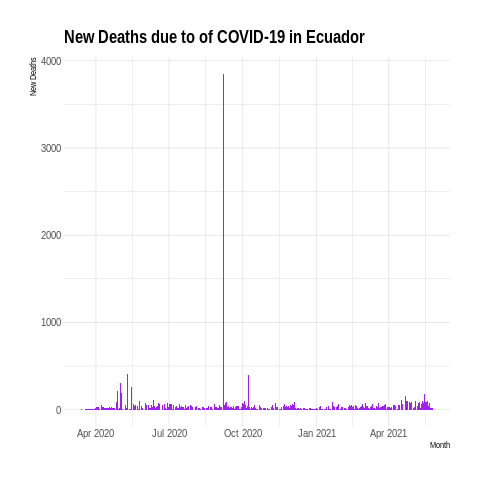 New Deaths due to of COVID-19 in Ecuador
New Deaths
4000
3000
2000
1000
0
Apr 2020 Jul 2020 Oct 2020 Jan 2021 Apr 2021
Month